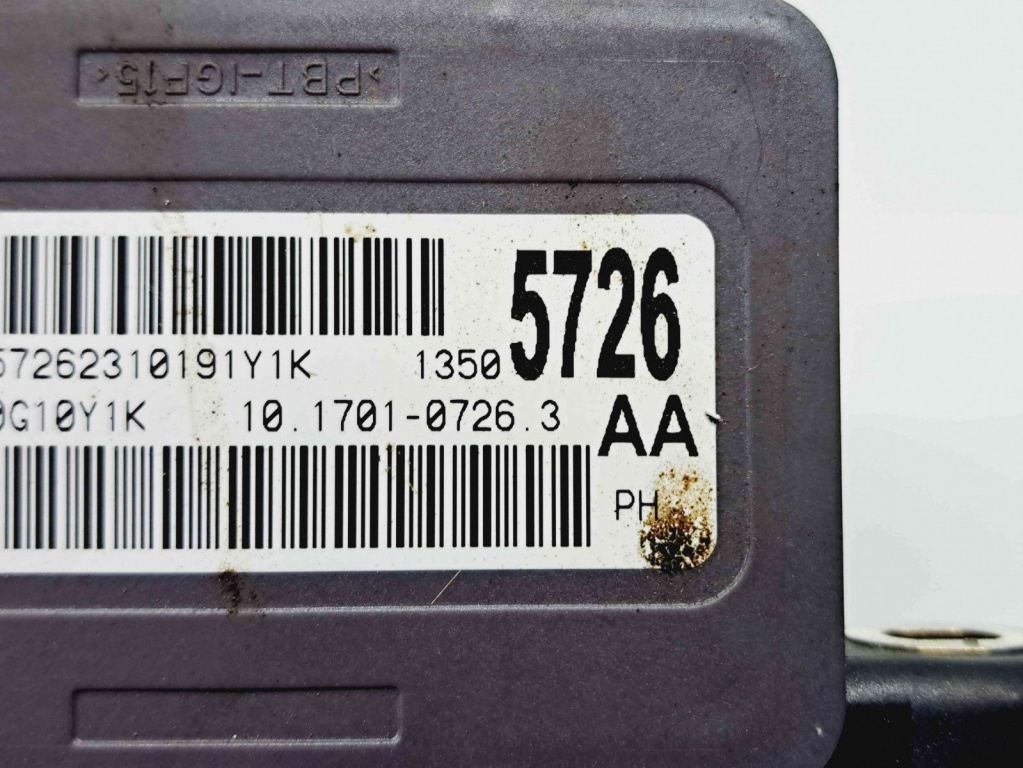 >PBT-IGF15<
5726
57262310191Y1K 1350
0G10Y1K 10.1701-0726.3
AA
PH